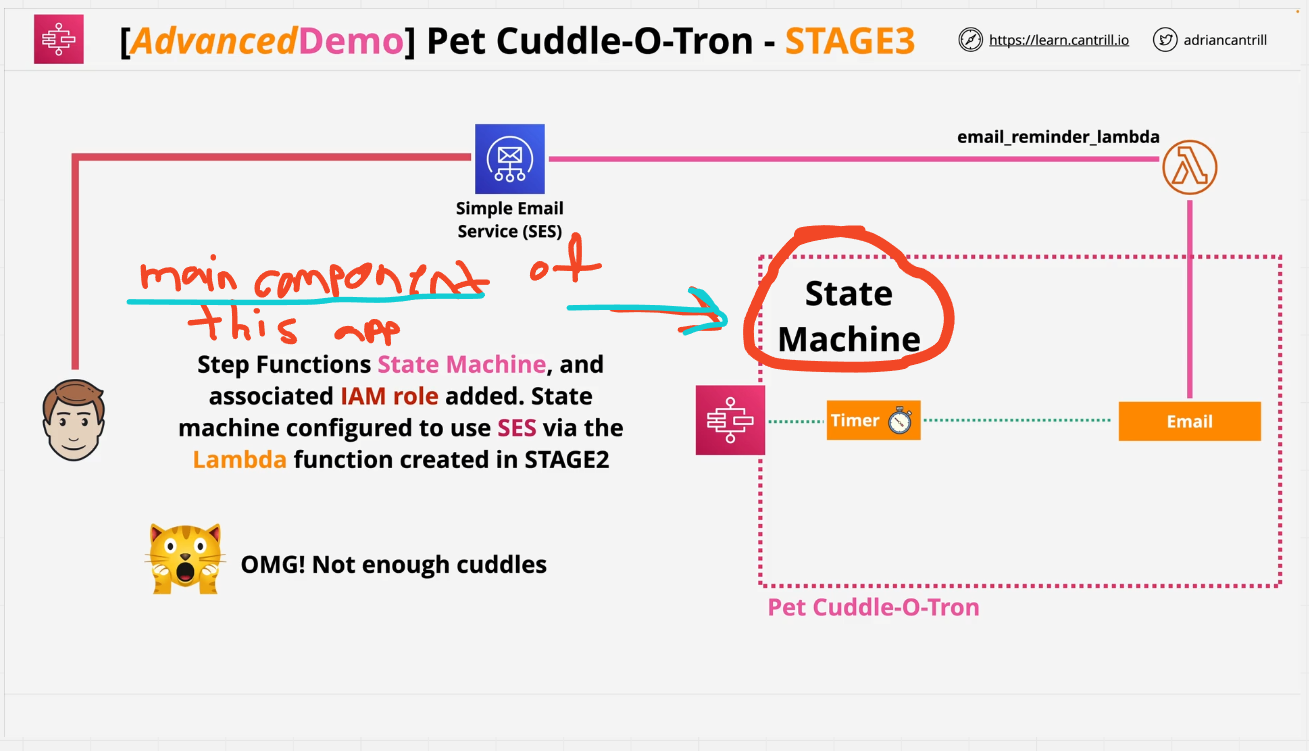 [AdvancedDemo] Pet Cuddle-O-Tron - STAGE3
https://learn.cantrill.io
adriancantrill
email_reminder_lambda
Simple Email
Service (SES)
main component of
this app
State
Machine
Step Functions State Machine, and
associated IAM role added. State
machine configured to use SES via the
Lambda function created in STAGE2
Timer
Email
OMG! Not enough cuddles
Pet Cuddle-O-Tron